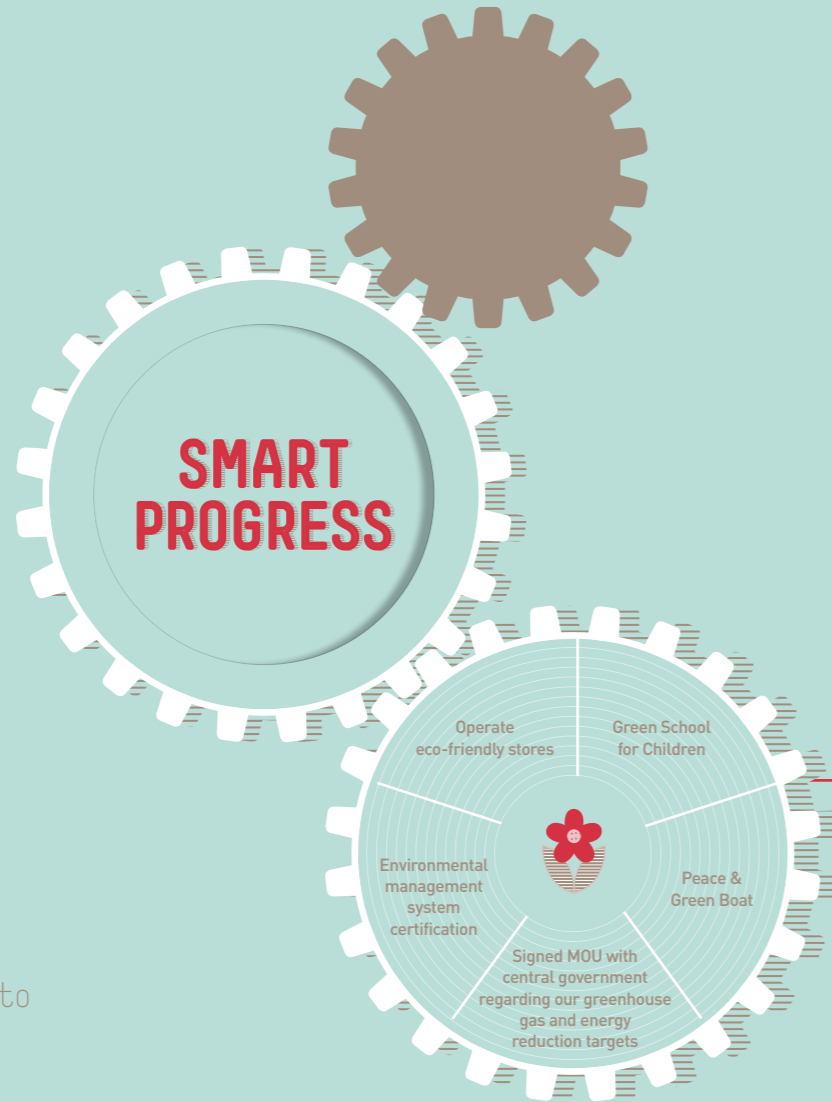 SMART
PROGRESS
Operate
eco-friendly stores
Green School
for Children
Environmental
management
system
certification
Peace &
Green Boat
Signed MOU with
central government
regarding our greenhouse
gas and energy
reduction targets
to